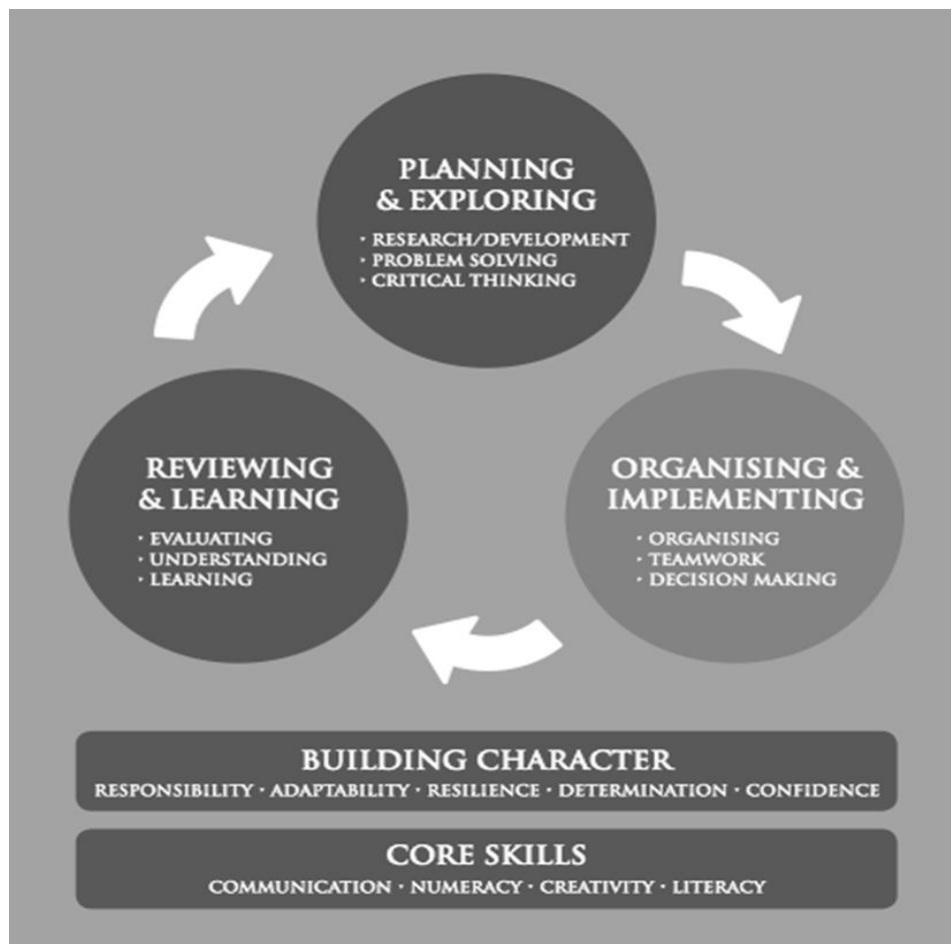 PLANNING
& EXPLORING
· RESEARCH/DEVELOPMENT
· PROBLEM SOLVING
· CRITICAL THINKING
REVIEWING
& LEARNING
· EVALUATING
· UNDERSTANDING
· LEARNING
ORGANISING &
IMPLEMENTING
· ORGANISING
· TEAMWORK
· DECISION MAKING
BUILDING CHARACTER
RESPONSIBILITY · ADAPTABILITY · RESILIENCE · DETERMINATION · CONFIDENCE
CORE SKILLS
COMMUNICATION · NUMERACY · CREATIVITY · LITERACY